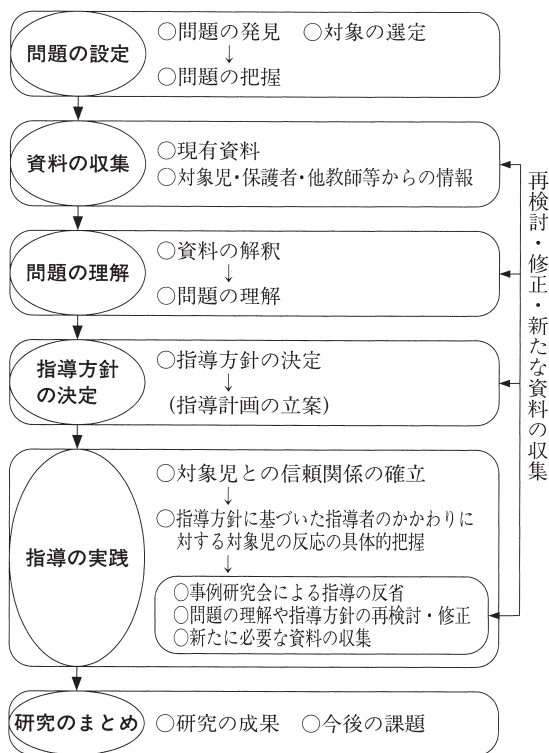 問題の設定
○問題の発見　○対象の選定
↓
○問題の把握
資料の収集
○現有資料
○対象児・保護者・他教師等からの情報
問題の理解
○資料の解釈
↓
○問題の理解
指導方針
の決定
○指導方針の決定
↓
(指導計画の立案)
指導の実践
○対象児との信頼関係の確立
↓
○指導方針に基づいた指導者のかかわりに
対する対象児の反応の具体的把握
↓
○事例研究会による指導の反省
○問題の理解や指導方針の再検討・修正
○新たに必要な資料の収集
再検討・修正・新たな資料の収集
研究のまとめ
○研究の成果　○今後の課題